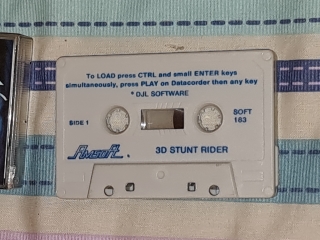 To LOAD press CTRL and small ENTER keys
simultaneously, press PLAY on Datacorder then any key
* DJL SOFTWARE
SIDE 1
SOFT
163
Amsoft
3D STUNT RIDER